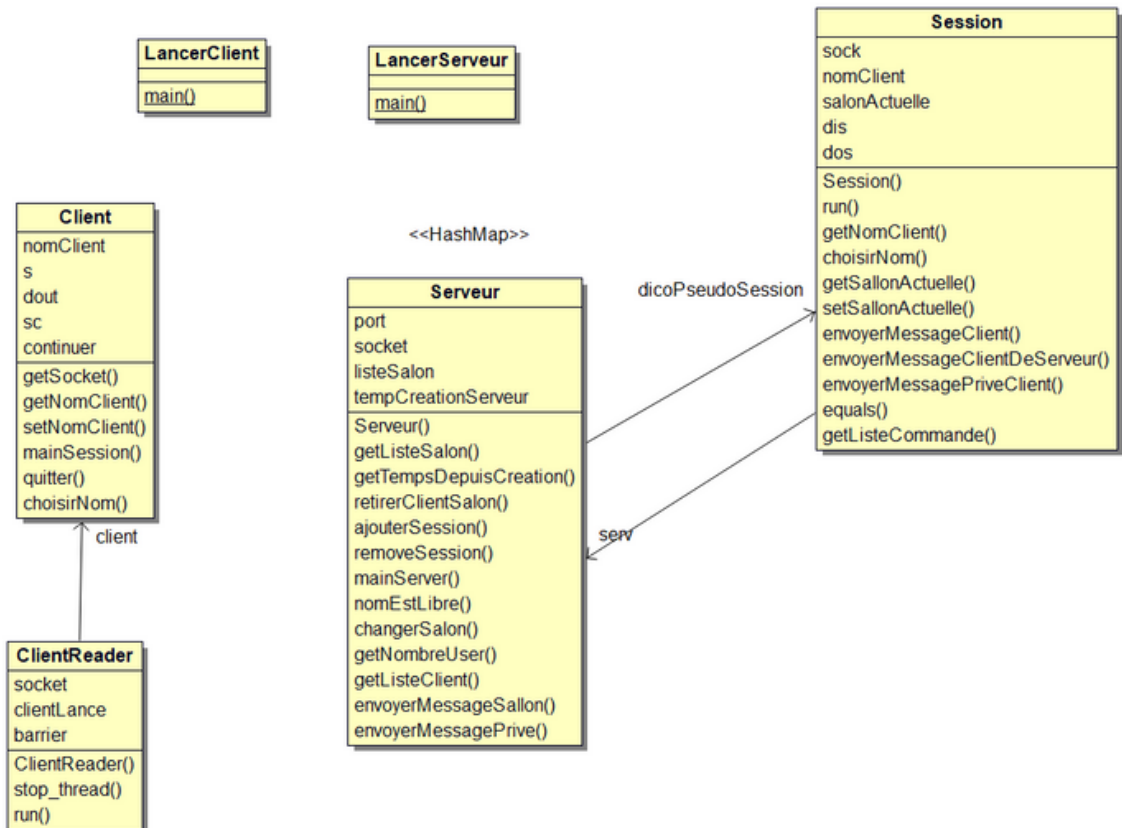 LancerClient
main()
LancerServeur
main()
Session
sock
nomClient
salonActuelle
dis
dos
Session()
run()
getNomClient()
choisirNom()
getSallonActuelle()
setSallonActuelle()
envoyerMessageClient()
envoyerMessageClientDeServeur()
envoyerMessagePriveClient()
equals()
getListeCommande()
Client
nomClient
s
dout
sc
continuer
getSocket()
getNomClient()
setNomClient()
mainSession()
quitter()
choisirNom()
client
<<HashMap>>
Serveur
port
socket
listeSalon
tempCreationServeur
Serveur()
getListeSalon()
getTempsDepuisCreation()
retirerClientSalon()
ajouterSession()
removeSession()
mainServer()
nomEstLibre()
changerSalon()
getNombreUser()
getListeClient()
envoyerMessageSallon()
envoyerMessagePrive()
dicoPseudoSession
serv
ClientReader
socket
clientLance
barrier
ClientReader()
stop_thread()
run()